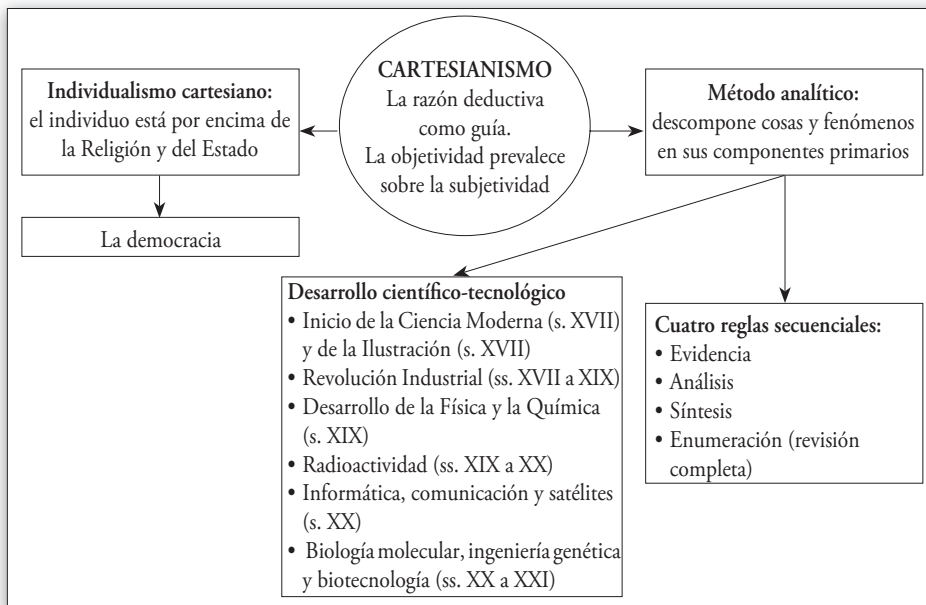 CARTESIANISMO
La razón deductiva
como guía.
La objetividad prevalece
sobre la subjetividad
Individualismo cartesiano:
el individuo está por encima de
la Religión y del Estado
La democracia
Método analítico:
descompone cosas y fenómenos
en sus componentes primarios
Desarrollo científico-tecnológico
• Inicio de la Ciencia Moderna (s. XVII)
y de la Ilustración (s. XVII)
• Revolución Industrial (ss. XVII a XIX)
• Desarrollo de la Física y la Química
(s. XIX)
• Radioactividad (ss. XIX a XX)
• Informática, comunicación y satélites
(s. XX)
• Biología molecular, ingeniería genética
y biotecnología (ss. XX a XXI)
Cuatro reglas secuenciales:
• Evidencia
• Análisis
• Síntesis
• Enumeración (revisión
completa)